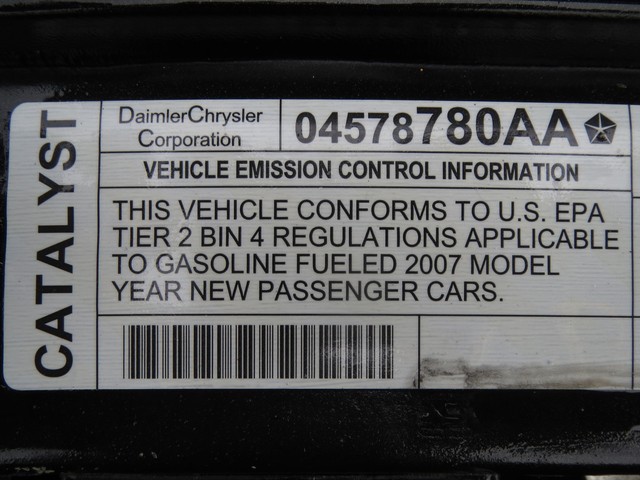 CATALYST
DaimlerChrysler
Corporation
04578780AA
VEHICLE EMISSION CONTROL INFORMATION
THIS VEHICLE CONFORMS TO U.S. EPA
TIER 2 BIN 4 REGULATIONS APPLICABLE
TO GASOLINE FUELED 2007 MODEL
YEAR NEW PASSENGER CARS.